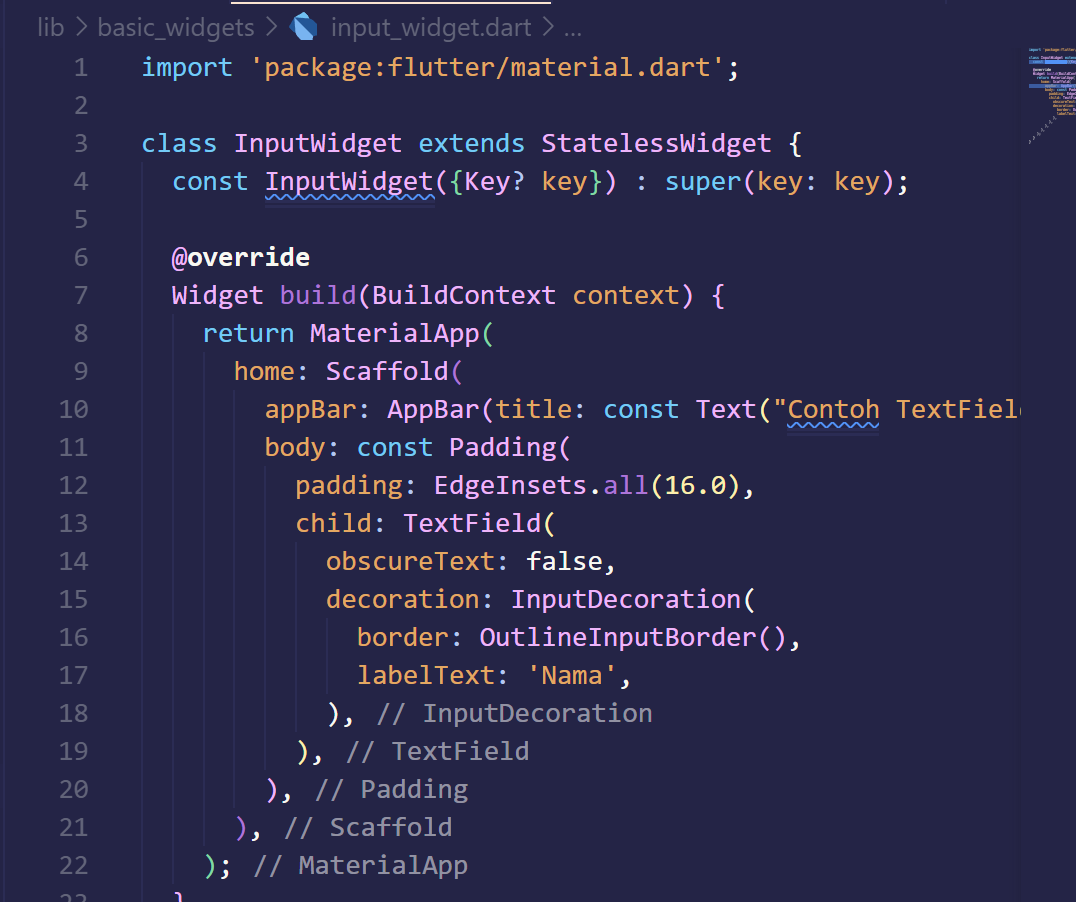 lib > basic_widgets > input_widget.dart > ...
1 import 'package:flutter/material.dart';
2
3 class InputWidget extends StatelessWidget {
4 const InputWidget({Key? key}) : super(key: key);
5
6 @override
7 Widget build(BuildContext context) {
8 return MaterialApp(
9 home: Scaffold(
10 appBar: AppBar(title: const Text("Contoh TextFiel
11 body: const Padding(
12 padding: EdgeInsets.all(16.0),
13 child: TextField(
14 obscureText: false,
15 decoration: InputDecoration(
16 border: OutlineInputBorder(),
17 labelText: 'Nama',
18 ), // InputDecoration
19 ), // TextField
20 ), // Padding
21 ), // Scaffold
22 ); // MaterialApp
23 }